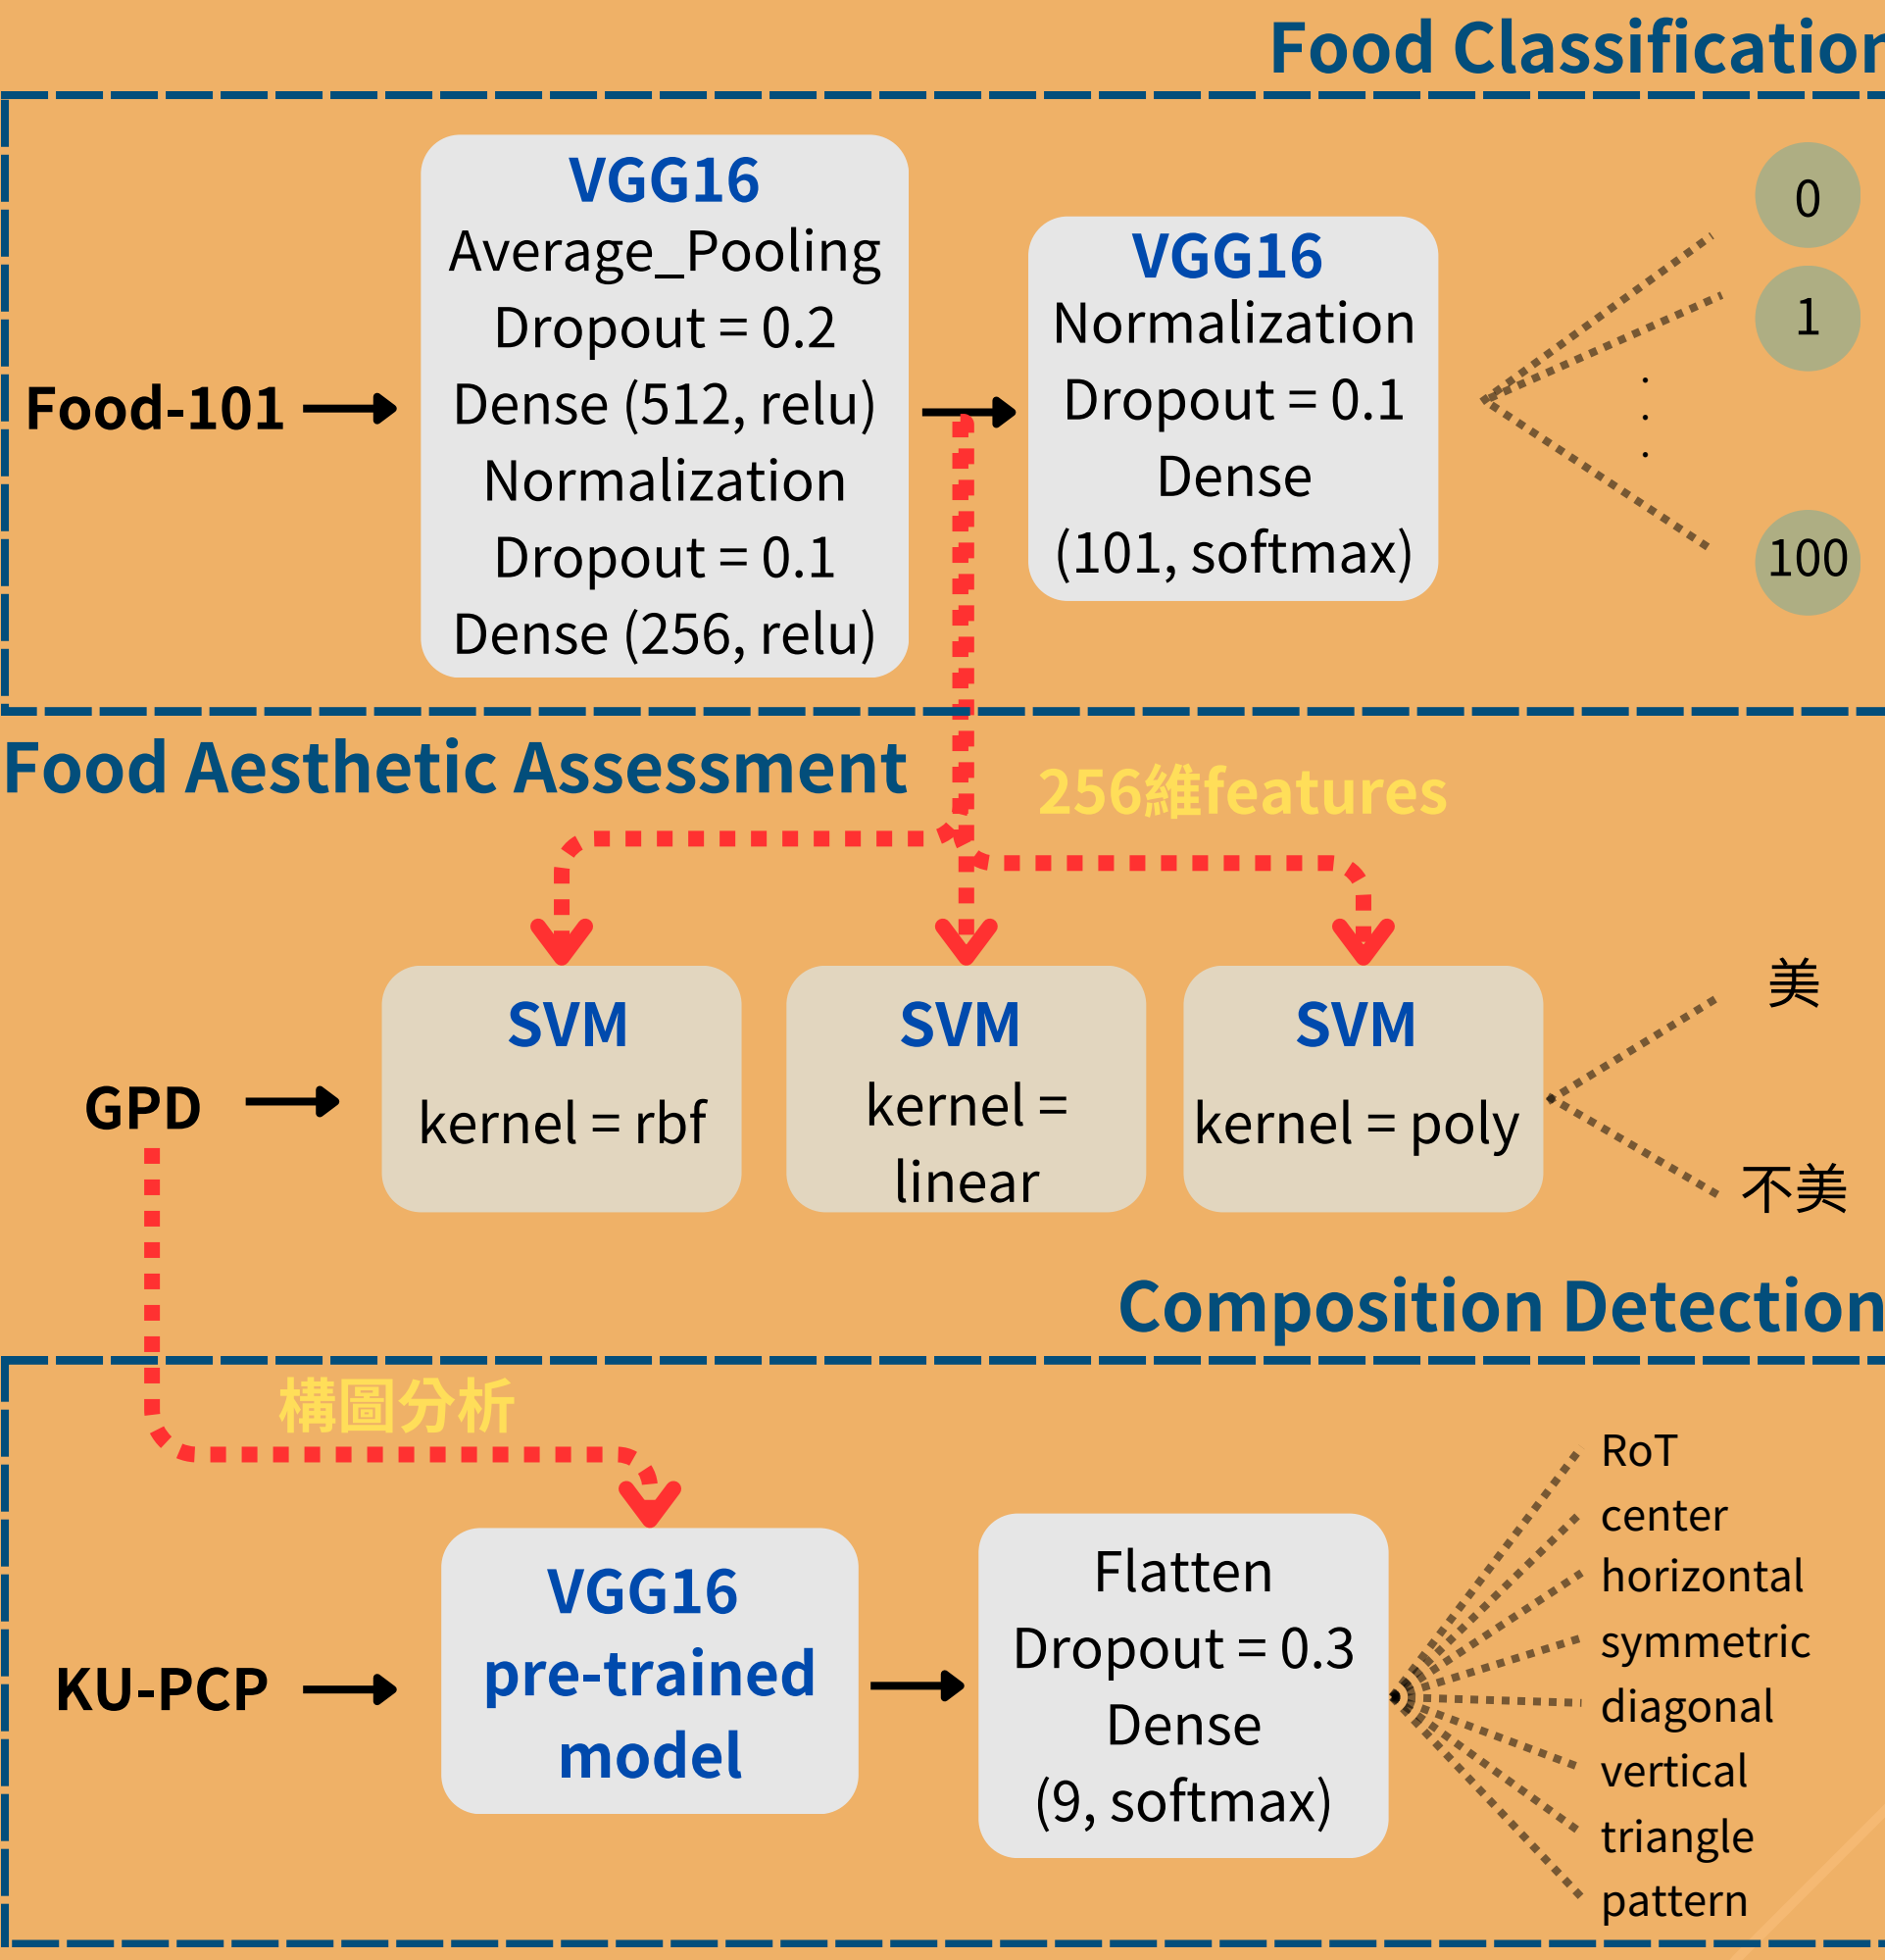 Food Classification
Food-101
VGG16
Average_Pooling
Dropout = 0.2
Dense (512, relu)
Normalization
Dropout = 0.1
Dense (256, relu)
VGG16
Normalization
Dropout = 0.1
Dense
(101, softmax)
0
1
.
.
.
100
Food Aesthetic Assessment
256維features
GPD
SVM
kernel = rbf
SVM
kernel =
linear
SVM
kernel = poly
美
不美
Composition Detection
構圖分析
KU-PCP
VGG16
pre-trained
model
Flatten
Dropout = 0.3
Dense
(9, softmax)
RoT
center
horizontal
symmetric
diagonal
vertical
triangle
pattern